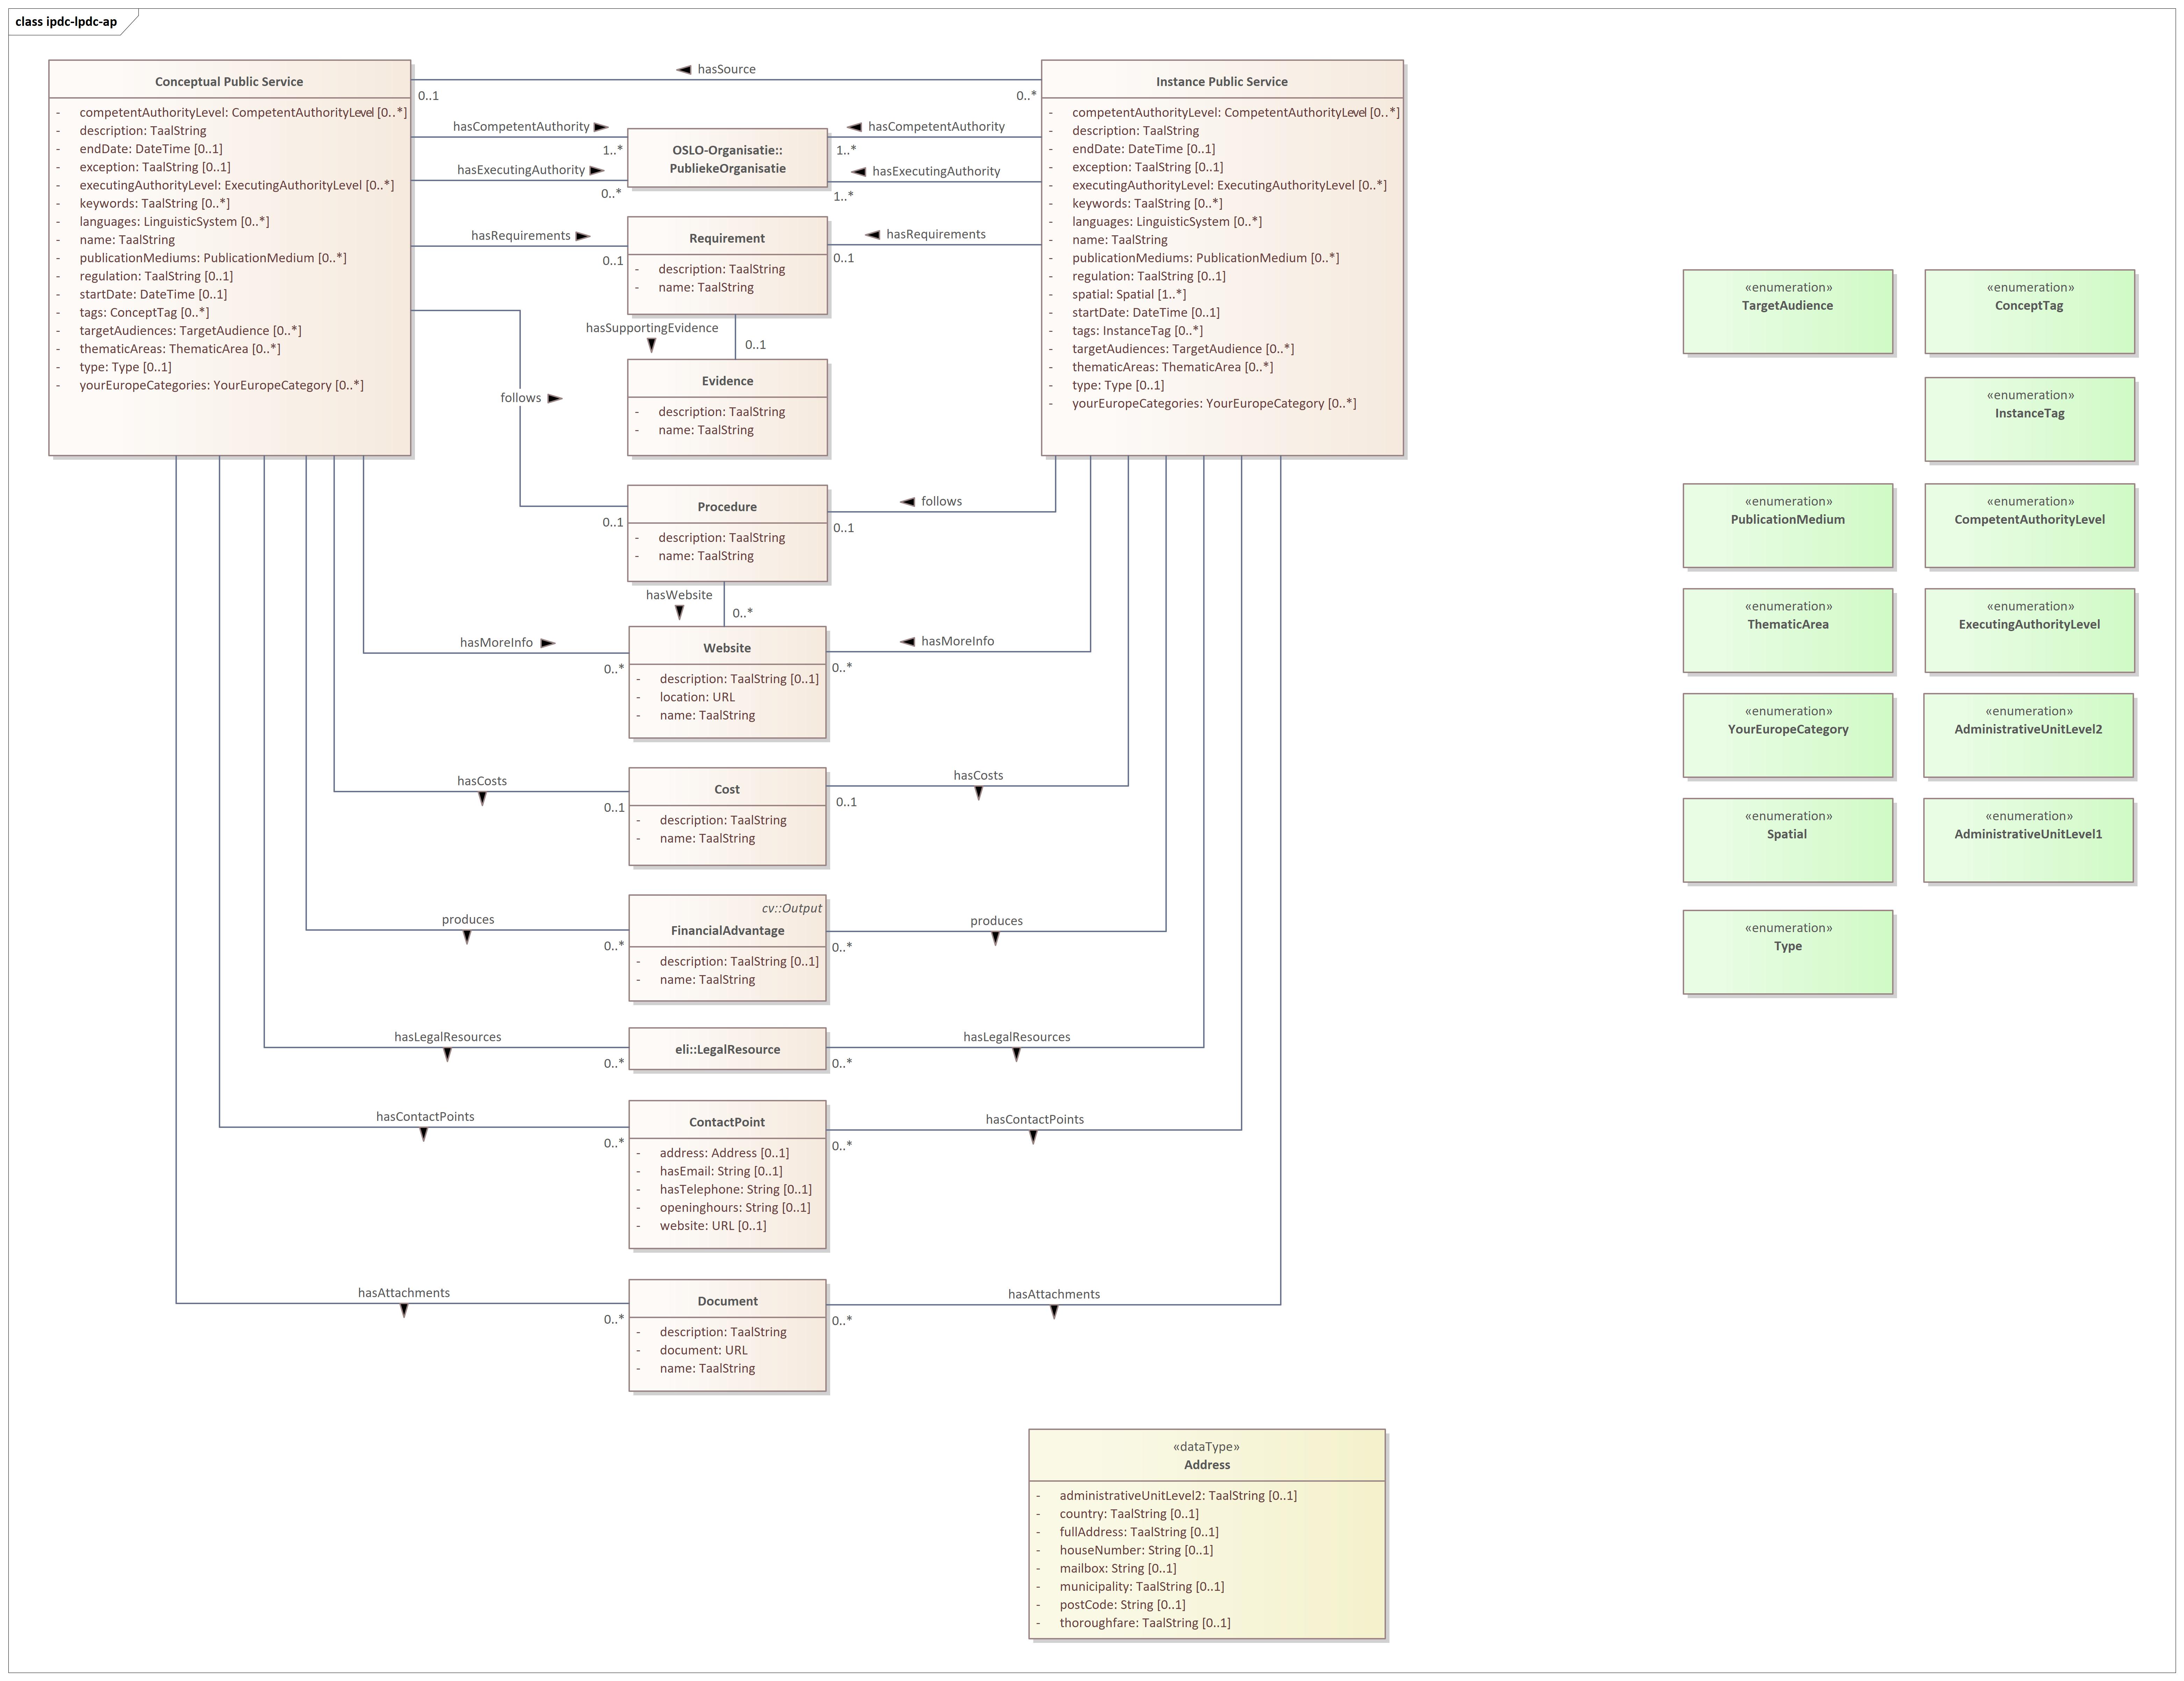 class ipdc-lpdc-ap
Conceptual Public Service
- competentAuthorityLevel: CompetentAuthorityLevel [0..*]
- description: TaalString
- endDate: DateTime [0..1]
- exception: TaalString [0..1]
- executingAuthorityLevel: ExecutingAuthorityLevel [0..*]
- keywords: TaalString [0..*]
- languages: LinguisticSystem [0..*]
- name: TaalString
- publicationMediums: PublicationMedium [0..*]
- regulation: TaalString [0..1]
- startDate: DateTime [0..1]
- tags: ConceptTag [0..*]
- targetAudiences: TargetAudience [0..*]
- thematicAreas: ThematicArea [0..*]
- type: Type [0..1]
- yourEuropeCategories: YourEuropeCategory [0..*]
hasSource
0..1
0..*
hasCompetentAuthority
1..*
hasExecutingAuthority
0..*
OSLO-Organisatie::
PubliekeOrganisatie
hasCompetentAuthority
1..*
hasExecutingAuthority
1..*
Instance Public Service
- competentAuthorityLevel: CompetentAuthorityLevel [0..*]
- description: TaalString
- endDate: DateTime [0..1]
- exception: TaalString [0..1]
- executingAuthorityLevel: ExecutingAuthorityLevel [0..*]
- keywords: TaalString [0..*]
- languages: LinguisticSystem [0..*]
- name: TaalString
- publicationMediums: PublicationMedium [0..*]
- regulation: TaalString [0..1]
- spatial: Spatial [1..*]
- startDate: DateTime [0..1]
- tags: InstanceTag [0..*]
- targetAudiences: TargetAudience [0..*]
- thematicAreas: ThematicArea [0..*]
- type: Type [0..1]
- yourEuropeCategories: YourEuropeCategory [0..*]
hasRequirements
0..1
Requirement
- description: TaalString
- name: TaalString
hasRequirements
0..1
hasSupportingEvidence
0..1
Evidence
- description: TaalString
- name: TaalString
follows
0..1
Procedure
- description: TaalString
- name: TaalString
follows
0..1
hasWebsite
0..*
hasMoreInfo
0..*
Website
- description: TaalString [0..1]
- location: URL
- name: TaalString
hasMoreInfo
0..*
hasCosts
0..1
Cost
- description: TaalString
- name: TaalString
hasCosts
0..1
produces
0..*
cv::Output
FinancialAdvantage
- description: TaalString [0..1]
- name: TaalString
produces
0..*
hasLegalResources
0..*
eli::LegalResource
hasLegalResources
0..*
hasContactPoints
0..*
ContactPoint
- address: Address [0..1]
- hasEmail: String [0..1]
- hasTelephone: String [0..1]
- openinghours: String [0..1]
- website: URL [0..1]
hasContactPoints
0..*
hasAttachments
0..*
Document
- description: TaalString
- document: URL
- name: TaalString
hasAttachments
0..*
«dataType»
Address
- administrativeUnitLevel2: TaalString [0..1]
- country: TaalString [0..1]
- fullAddress: TaalString [0..1]
- houseNumber: String [0..1]
- mailbox: String [0..1]
- municipality: TaalString [0..1]
- postCode: String [0..1]
- thoroughfare: TaalString [0..1]
«enumeration»
TargetAudience
«enumeration»
ConceptTag
«enumeration»
InstanceTag
«enumeration»
PublicationMedium
«enumeration»
CompetentAuthorityLevel
«enumeration»
ThematicArea
«enumeration»
ExecutingAuthorityLevel
«enumeration»
YourEuropeCategory
«enumeration»
AdministrativeUnitLevel2
«enumeration»
Spatial
«enumeration»
AdministrativeUnitLevel1
«enumeration»
Type